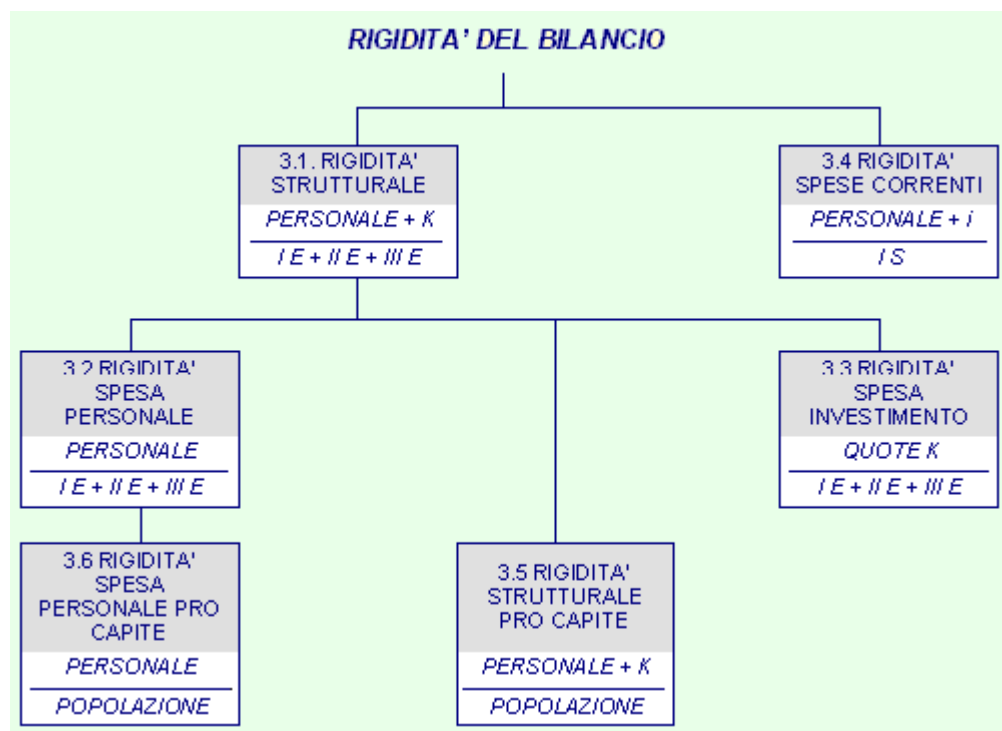 RIGIDITA' DEL BILANCIO
3.1. RIGIDITA'
STRUTTURALE
PERSONALE + K
I E + II E + III E
3.4 RIGIDITA'
SPESE CORRENTI
PERSONALE + i
I S
3.2 RIGIDITA'
SPESA
PERSONALE
PERSONALE
I E + II E + III E
3.3 RIGIDITA'
SPESA
INVESTIMENTO
QUOTE K
I E + II E + III E
3.6 RIGIDITA'
SPESA
PERSONALE PRO
CAPITE
PERSONALE
POPOLAZIONE
3.5 RIGIDITA'
STRUTTURALE
PRO CAPITE
PERSONALE + K
POPOLAZIONE